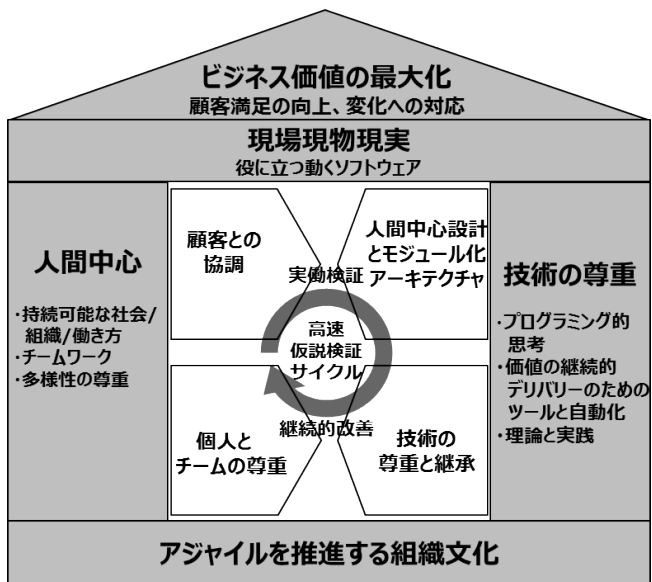 ビジネス価値の最大化
顧客満足の向上、変化への対応
現場現物現実
役に立つ動くソフトウェア
人間中心
・持続可能な社会/
組織/働き方
・チームワーク
・多様性の尊重
顧客との
協調
人間中心設計
とモジュール化
アーキテクチャ
実働検証
高速
仮説検証
サイクル
継続的改善
個人と
チームの尊重
技術の
尊重と継承
技術の尊重
・プログラミング的
思考
・価値の継続的
デリバリーのための
ツールと自動化
・理論と実践
アジャイルを推進する組織文化